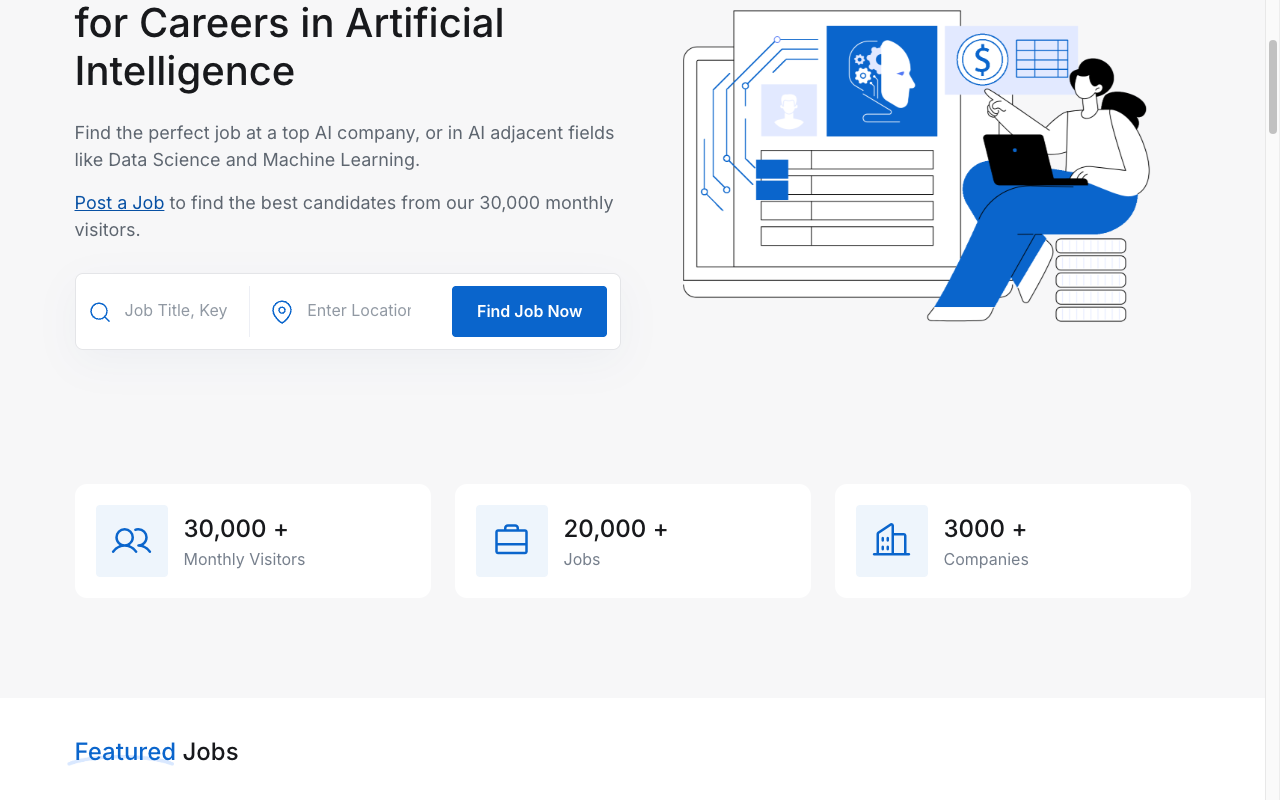 for Careers in Artificial
Intelligence
Find the perfect job at a top AI company, or in AI adjacent fields
like Data Science and Machine Learning.
Post a Job to find the best candidates from our 30,000 monthly
visitors.
Job Title, Key
Enter Location
Find Job Now
$
30,000 +
Monthly Visitors
20,000 +
Jobs
3000 +
Companies
Featured Jobs